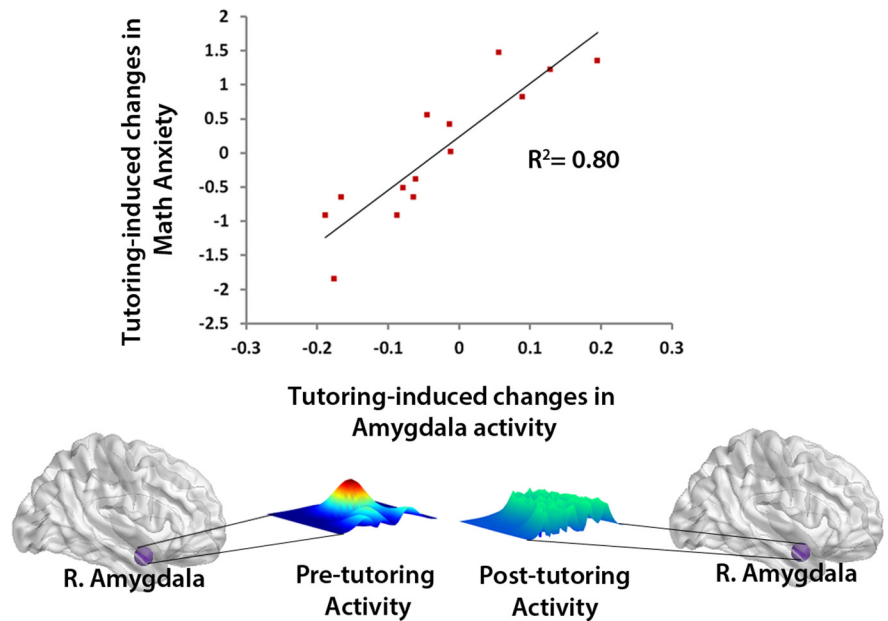 Tutoring-induced changes in
Math Anxiety
2
1.5
1
0.5
0
-0.5
-1
-1.5
-2
-2.5
R²= 0.80
-0.3 -0.2 -0.1 0 0.1 0.2 0.3
Tutoring-induced changes in
Amygdala activity
R. Amygdala
Pre-tutoring
Activity
Post-tutoring
Activity
R. Amygdala